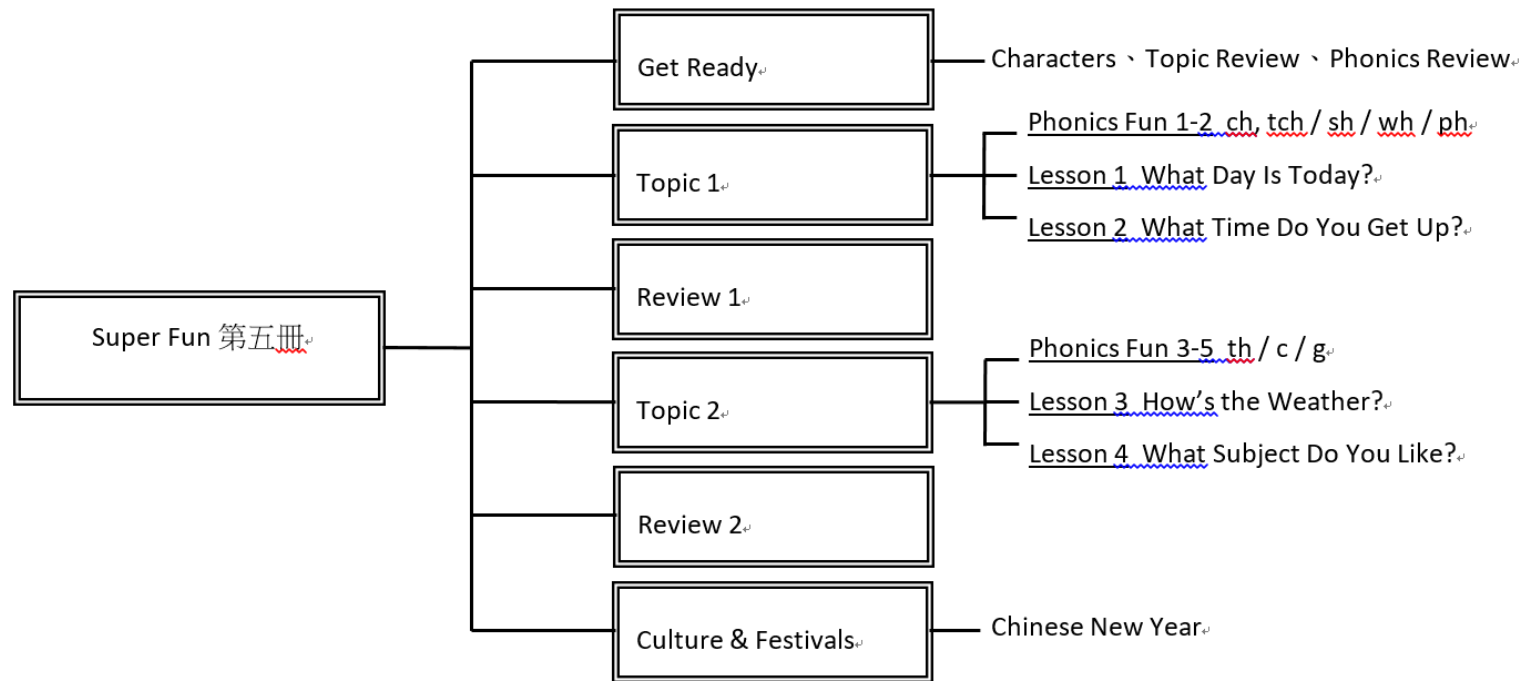 Super Fun 第五冊
Get Ready
Characters、Topic Review、Phonics Review
Topic 1
Phonics Fun 1-2  ch, tch / sh / wh / ph
Lesson 1  What Day Is Today?
Lesson 2  What Time Do You Get Up?
Review 1
Topic 2
Phonics Fun 3-5  th / c / g
Lesson 3  How’s the Weather?
Lesson 4  What Subject Do You Like?
Review 2
Culture & Festivals
Chinese New Year